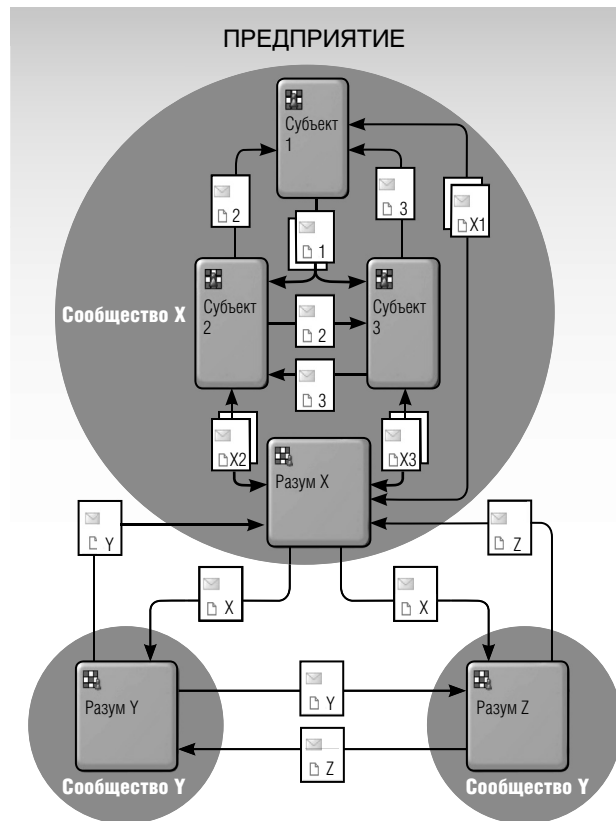 ПРЕДПРИЯТИЕ
Субъект
1
2
1
3
X1
Сообщество X
Субъект
2
Субъект
3
2
3
X2
X3
Разум X
Y
Z
X
X
Разум Y
Y
Разум Z
Z
Сообщество Y
Сообщество Y